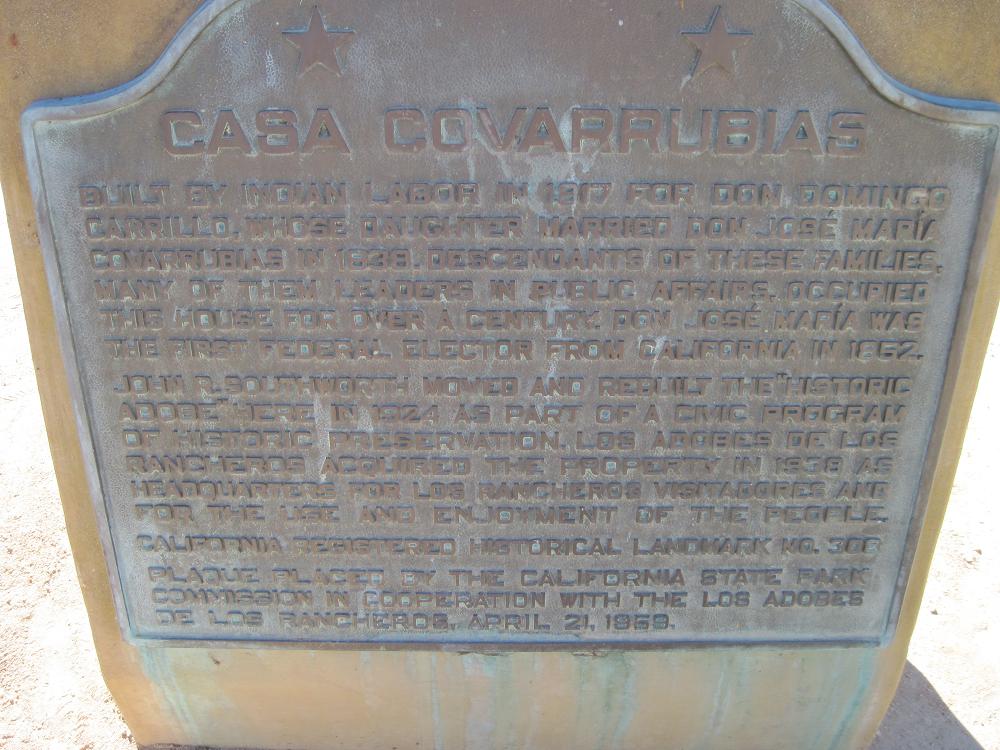 CASA COVARRUBIAS
BUILT BY INDIAN LABOR IN 1817 FOR DON DOMINGO
CARRILLO, WHOSE DAUGHTER MARRIED DON JOSÉ MARÍA
COVARRUBIAS IN 1838. DESCENDANTS OF THESE FAMILIES,
MANY OF THEM LEADERS IN PUBLIC AFFAIRS, OCCUPIED
THIS HOUSE FOR OVER A CENTURY. DON JOSÉ MARÍA WAS
THE FIRST FEDERAL ELECTOR FROM CALIFORNIA IN 1852.
JOHN R. SOUTHWORTH MOVED AND REBUILT THE "HISTORIC
ADOBE" HERE IN 1924 AS PART OF A CIVIC PROGRAM
OF HISTORIC PRESERVATION. LOS ADOBES DE LOS
RANCHEROS ACQUIRED THE PROPERTY IN 1938 AS
HEADQUARTERS FOR LOS RANCHEROS VISITADORES AND
FOR THE USE AND ENJOYMENT OF THE PEOPLE.
CALIFORNIA REGISTERED HISTORICAL LANDMARK NO. 308
PLAQUE PLACED BY THE CALIFORNIA STATE PARK
COMMISSION IN COOPERATION WITH THE LOS ADOBES
DE LOS RANCHEROS, APRIL 21, 1959.